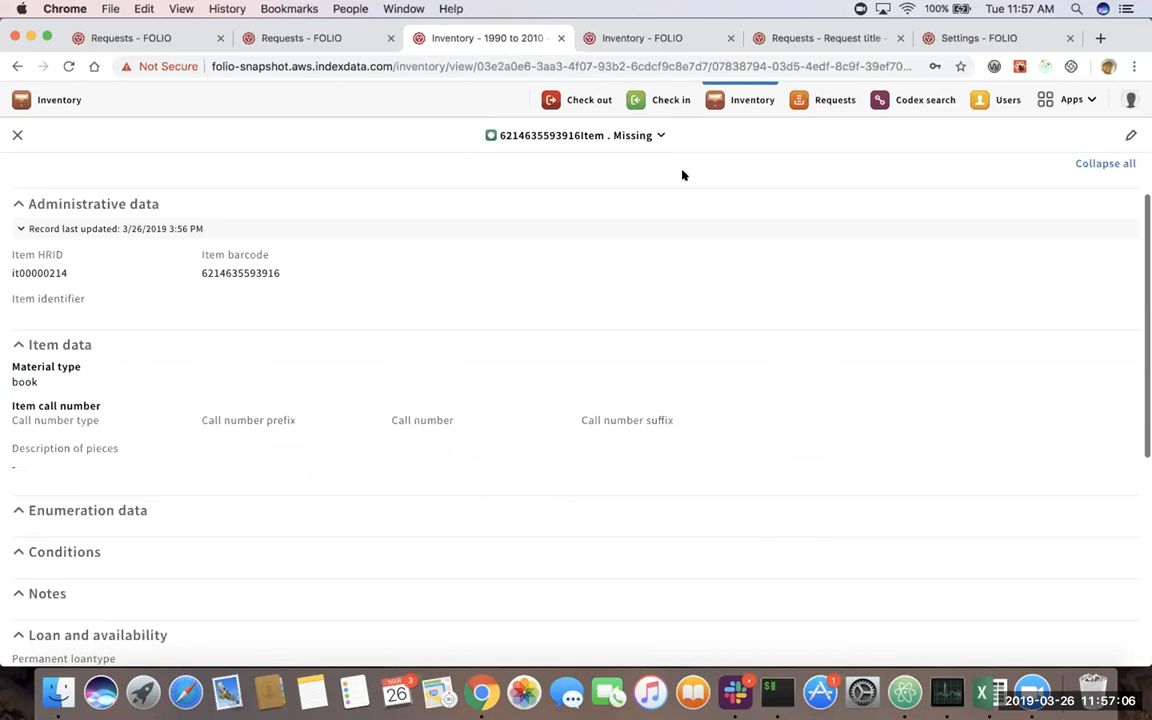 Chrome File Edit View History Bookmarks People Window Help 100% Tue 11:57 AM
Requests - FOLIO Requests - FOLIO Inventory - 1990 to 2010 Inventory - FOLIO Requests - Request title Settings - FOLIO
Not Secure folio-snapshot.aws.indexdata.com/inventory/view/03e2a0e6-3aa3-4f07-93b2-6cdcf9c8e7d7/07838794-03d5-4edf-8c9f-39ef70...
Inventory Check out Check in Inventory Requests Codex search Users Apps
6214635593916Item . Missing
Collapse all
Administrative data
Record last updated: 3/26/2019 3:56 PM
Item HRID Item barcode
it00000214 6214635593916
Item identifier
Item data
Material type
book
Item call number
Call number type Call number prefix Call number Call number suffix
Description of pieces
-
Enumeration data
Conditions
Notes
Loan and availability
Permanent loantype
MAR 3
26
1
2019-03-26 11:57:06